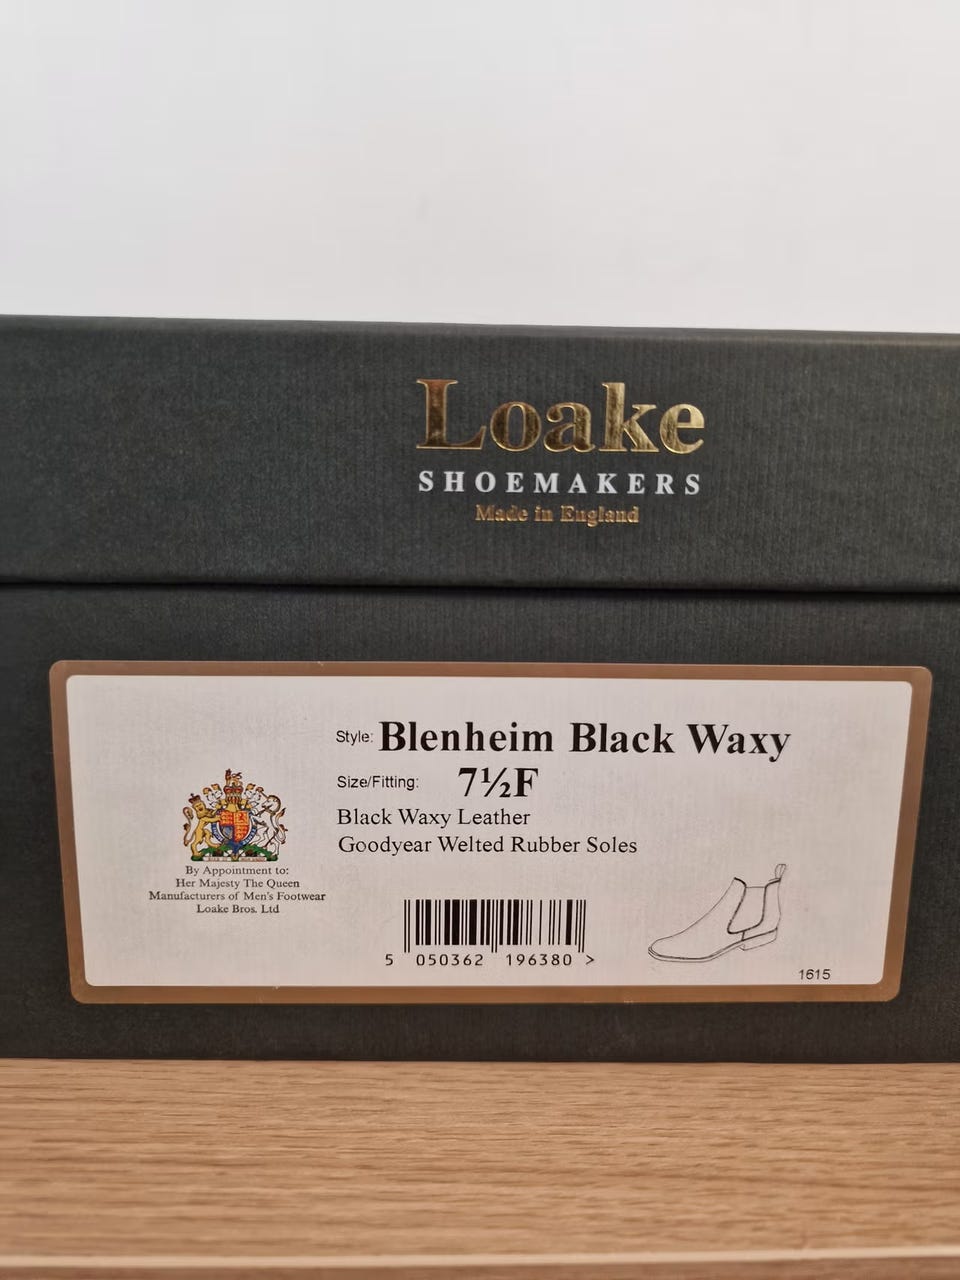 Loake
SHOEMAKERS
Made in England
Style: Blenheim Black Waxy
Size/Fitting: 7½F
Black Waxy Leather
Goodyear Welted Rubber Soles
By Appointment to:
Her Majesty The Queen
Manufacturers of Men's Footwear
Loake Bros. Ltd
5 050362 196380 >
1615